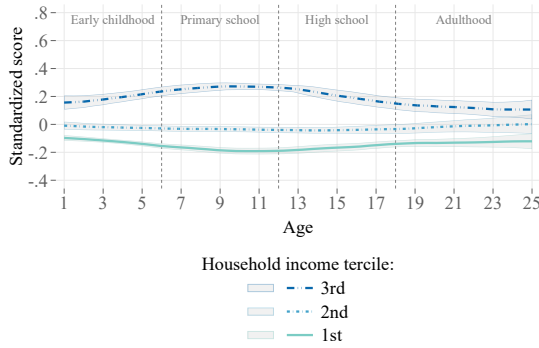 .8
Early childhood Primary school High school Adulthood
.6
.4
.2
0
-.2
-.4
Standardized score
1 3 5 7 9 11 13 15 17 19 21 23 25
Age
Household income tercile:
3rd
2nd
1st